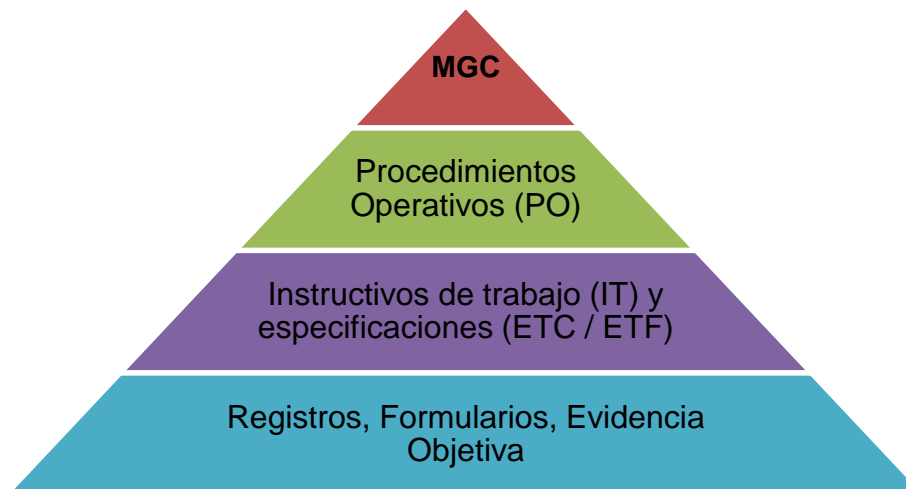 MGC
Procedimientos
Operativos (PO)
Instructivos de trabajo (IT) y
especificaciones (ETC / ETF)
Registros, Formularios, Evidencia
Objetiva